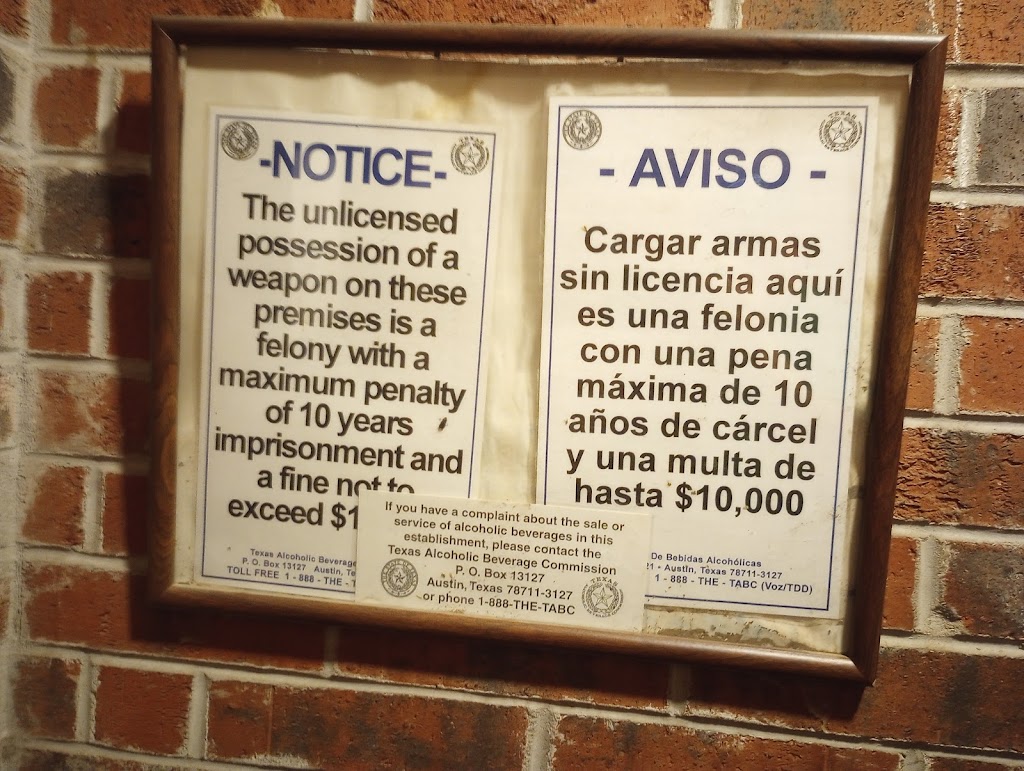 -NOTICE-
The unlicensed
possession of a
weapon on these
premises is a
felony with a
maximum penalty
of 10 years
imprisonment and
a fine not to
exceed $1
Texas Alcoholic Beverage
P. O. Box 13127 Austin, Te
TOLL FREE 1 - 888 - THE - T
- AVISO -
Cargar armas
sin licencia aquí
es una felonia
con una pena
máxima de 10
años de cárcel
y una multa de
hasta $10,000
De Bebidas Alcohólicas
21 - Austin, Texas 78711-3127
1 - 888 - THE - TABC (Voz/TDD)
If you have a complaint about the sale or
service of alcoholic beverages in this
establishment, please contact the
Texas Alcoholic Beverage Commission
P. O. Box 13127
Austin, Texas 78711-3127
or phone 1-888-THE-TABC